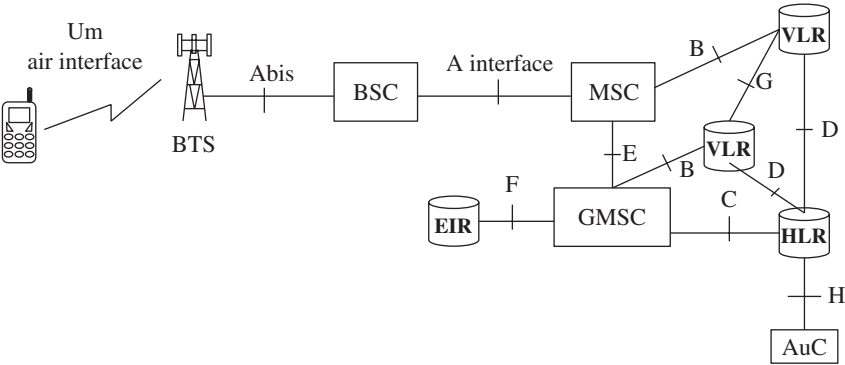 Um
air interface
BTS
Abis
BSC
A interface
MSC
B
VLR
G
D
E
B
VLR
D
F
EIR
GMSC
C
HLR
H
AuC